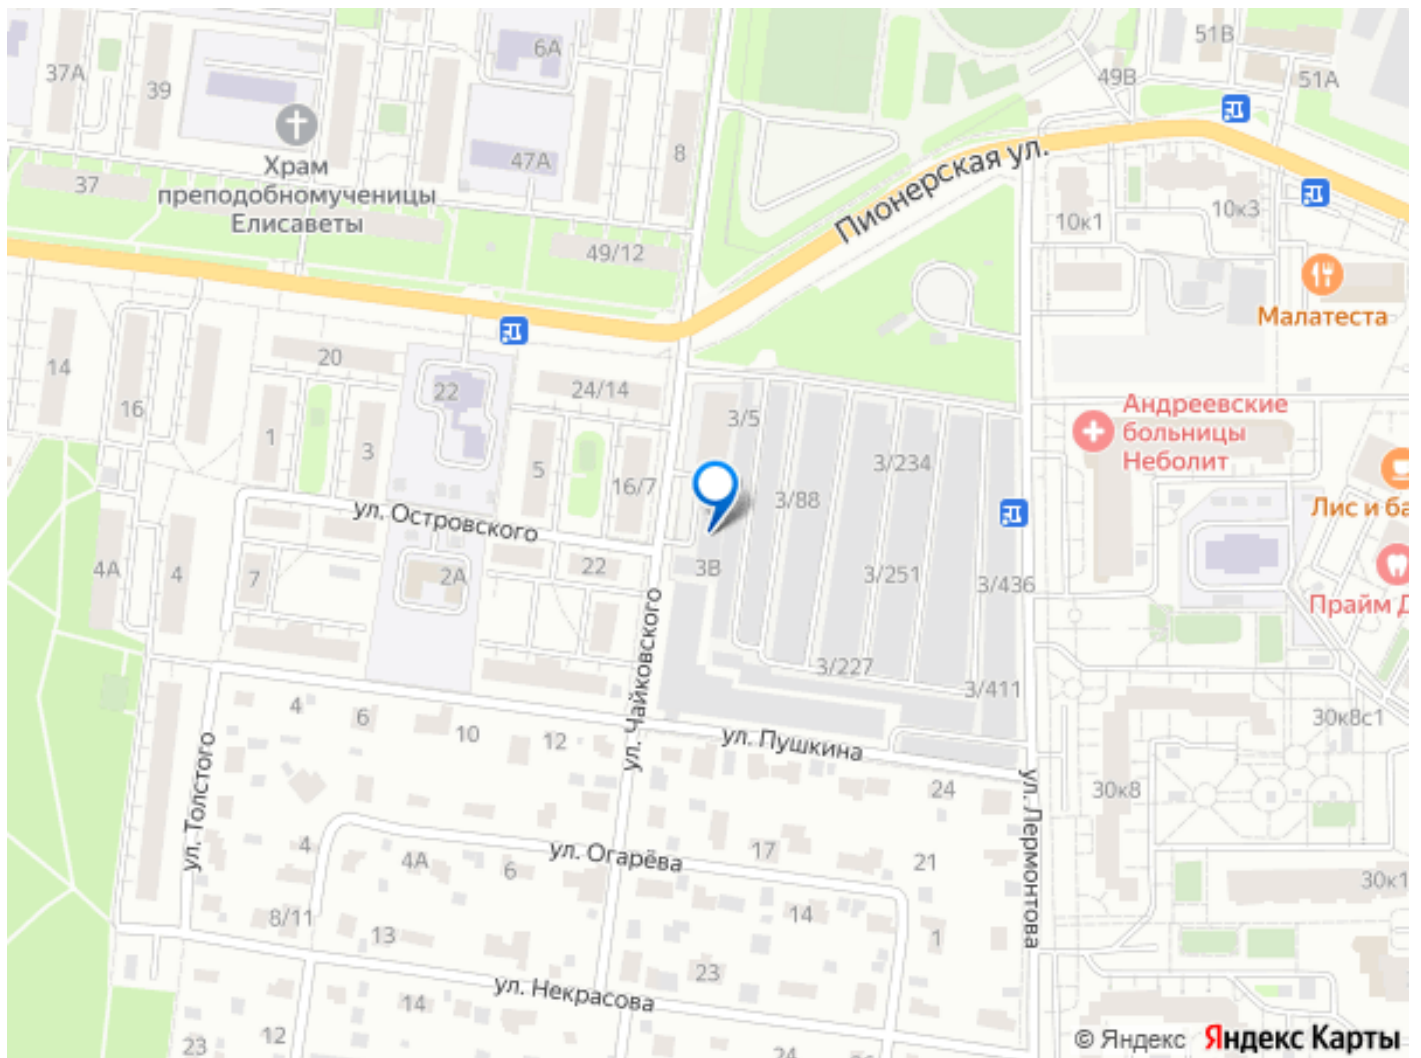 51В
6А
37А
49В
51А
39
47А
8
Храм
преподобномученицы
Елисаветы
37
Пионерская ул.
10к1
10к3
49/12
Малатеста
20
14
22
24/14
16
1
3
3/5
Андреевские
больницы
Неболит
5
16/7
3/234
3/88
Лис и ба
ул. Островского
4А
4
7
2А
22
3В
3/251
3/436
Прайм Д
3/227
3/411
ул. Чайковского
4
6
10
12
ул. Пушкина
30к8с1
ул. Толстого
24
30к8
ул. Лермонтова
4
4А
6
ул. Огарёва
17
21
30к1
8/11
13
14
1
23
ул. Некрасова
14
12
23
24
© Яндекс Яндекс Карты